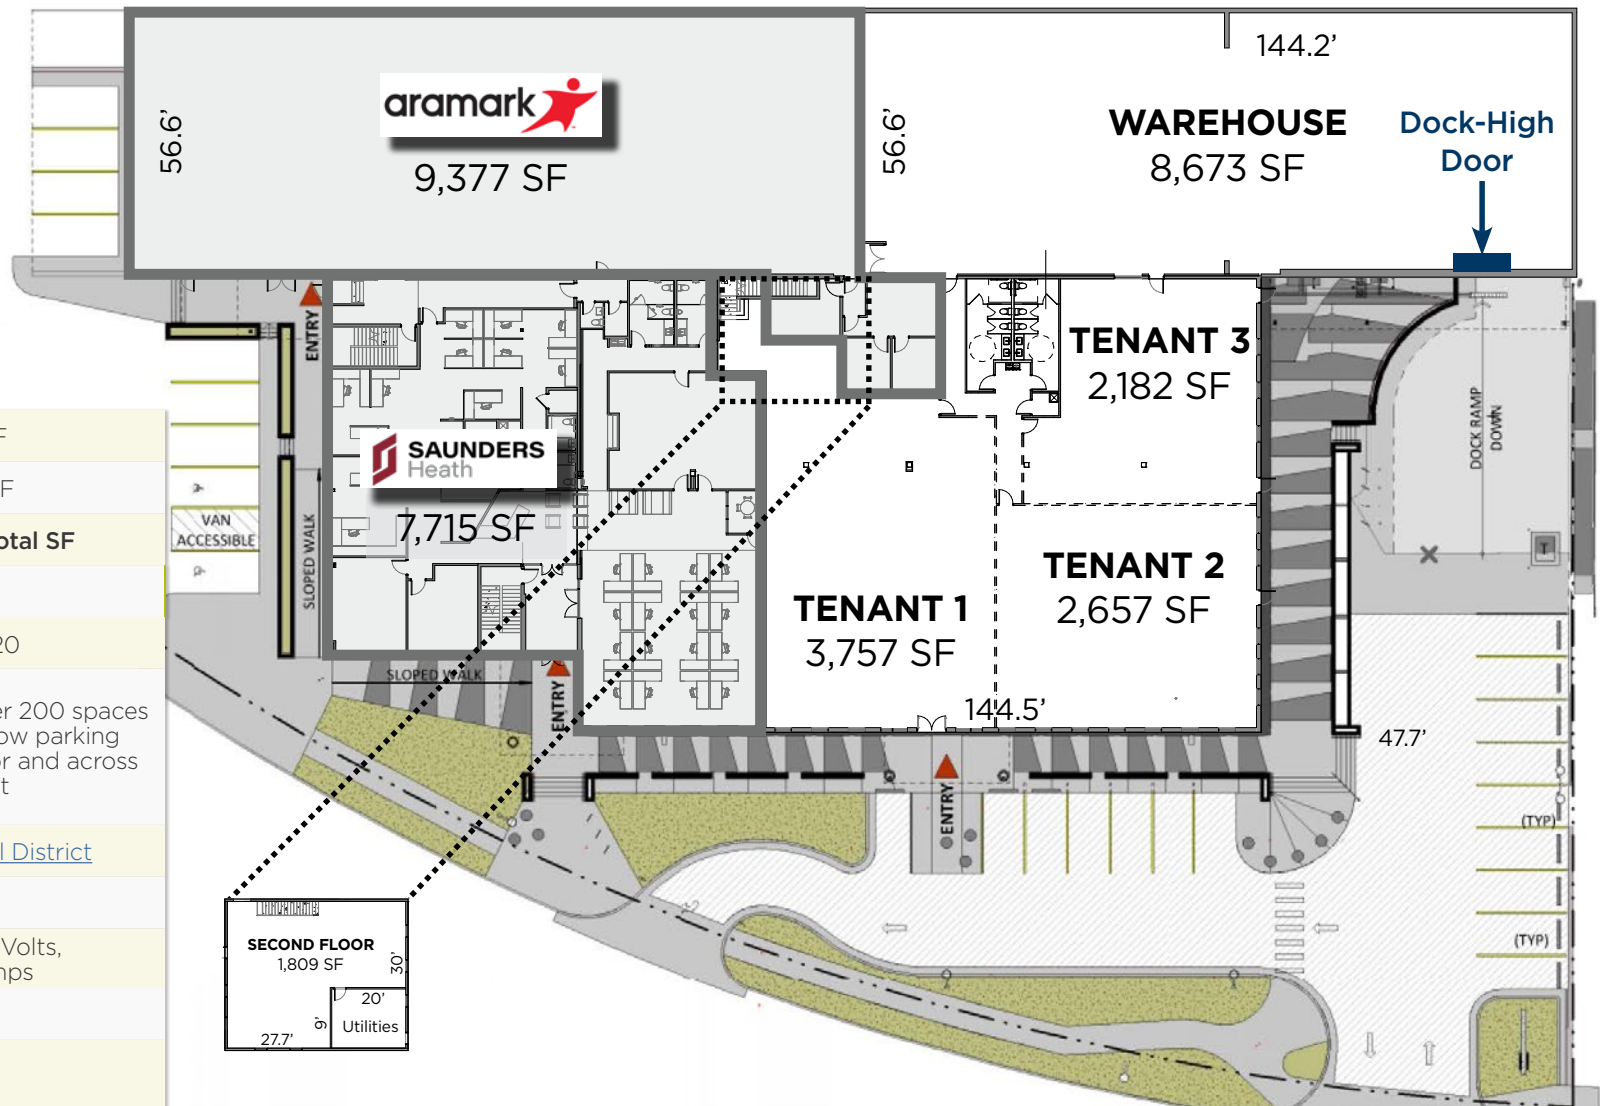 144.2’
aramark
56.6’
9,377 SF
56.6’
WAREHOUSE
8,673 SF
Dock-High
Door
ENTRY
TENANT 3
2,182 SF
DOCK RAMP
DOWN
SAUNDERS
Heath
7,715 SF
VAN
ACCESSIBLE
SLOPED WALK
F
F
otal SF
TENANT 2
2,657 SF
TENANT 1
3,757 SF
T
20
SLOPED WALK
ENTRY
144.5’
47.7’
er 200 spaces
ow parking
or and across
t
ENTRY
(TYP)
l District
(TYP)
Volts,
nps
SECOND FLOOR
1,809 SF
30’
20’
9’
Utilities
27.7’